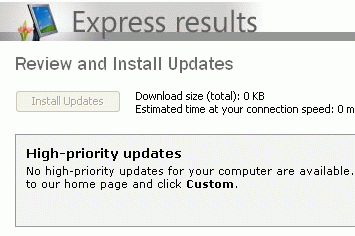 Express results
Review and Install Updates
Install Updates
Download size (total): 0 KB
Estimated time at your connection speed: 0 m
High-priority updates
No high-priority updates for your computer are available.
to our home page and click Custom.